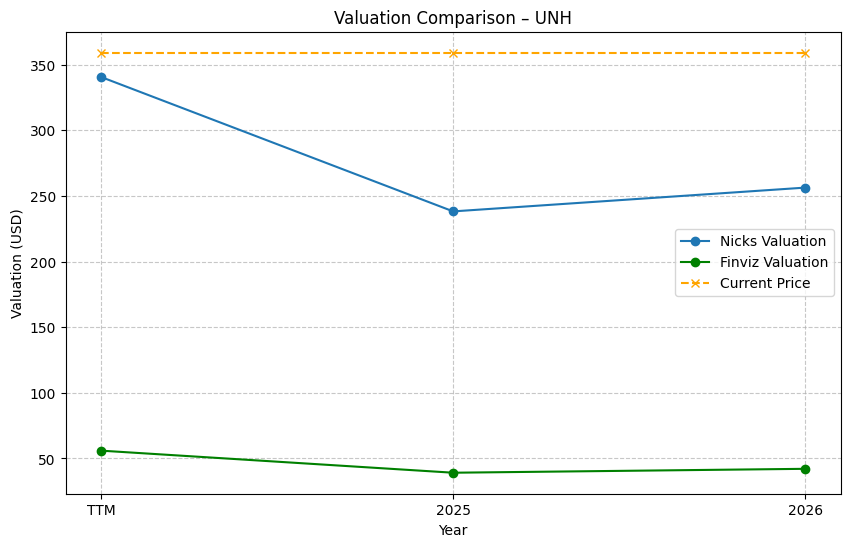 Valuation Comparison – UNH
Valuation (USD)
350
300
250
200
150
100
50
Nicks Valuation
Finviz Valuation
Current Price
TTM
2025
2026
Year